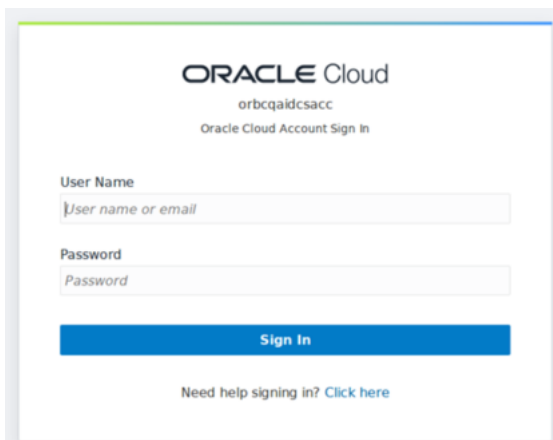 ORACLE Cloud
orbcqaidcsacc
Oracle Cloud Account Sign In
User Name
User name or email
Password
Password
Sign In
Need help signing in? Click here